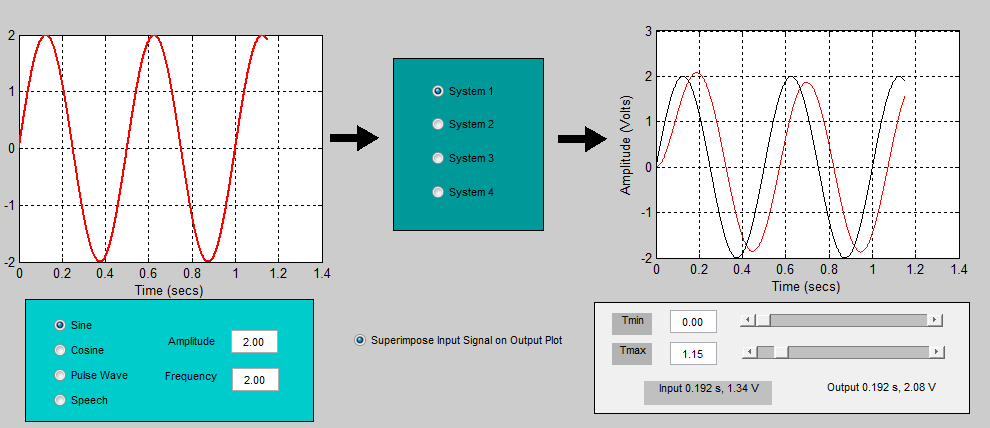 2
1
0
-1
-2
0 0.2 0.4 0.6 0.8 1 1.2 1.4
Time (secs)
System 1
System 2
System 3
System 4
Amplitude (Volts)
3
2
1
0
-1
-2
0 0.2 0.4 0.6 0.8 1 1.2 1.4
Time (secs)
Sine
Cosine
Pulse Wave
Speech
Amplitude 2.00
Frequency 2.00
Superimpose Input Signal on Output Plot
Tmin 0.00
Tmax 1.15
Input 0.192 s, 1.34 V
Output 0.192 s, 2.08 V